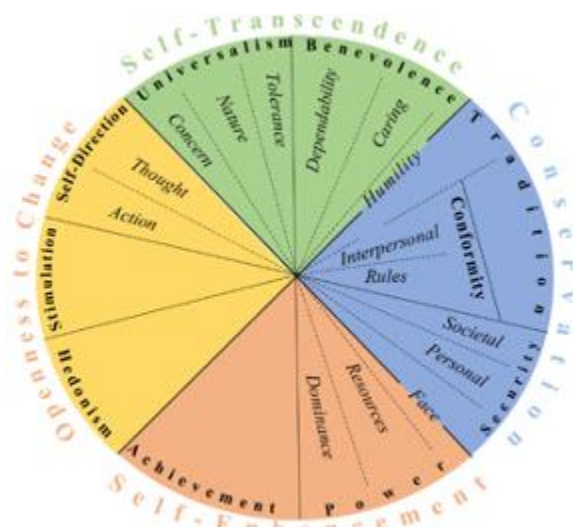 Self-Transcendence
Universalism
Benevolence
Concern
Nature
Tolerance
Dependability
Caring
Humility
Conservation
Tradition
Conformity
Interpersonal
Rules
Societal
Personal
Security
Face
Resources
Dominance
Power
Achievement
Self-Enhancement
Hedonism
Stimulation
Self-Direction
Thought
Action
Openness to Change